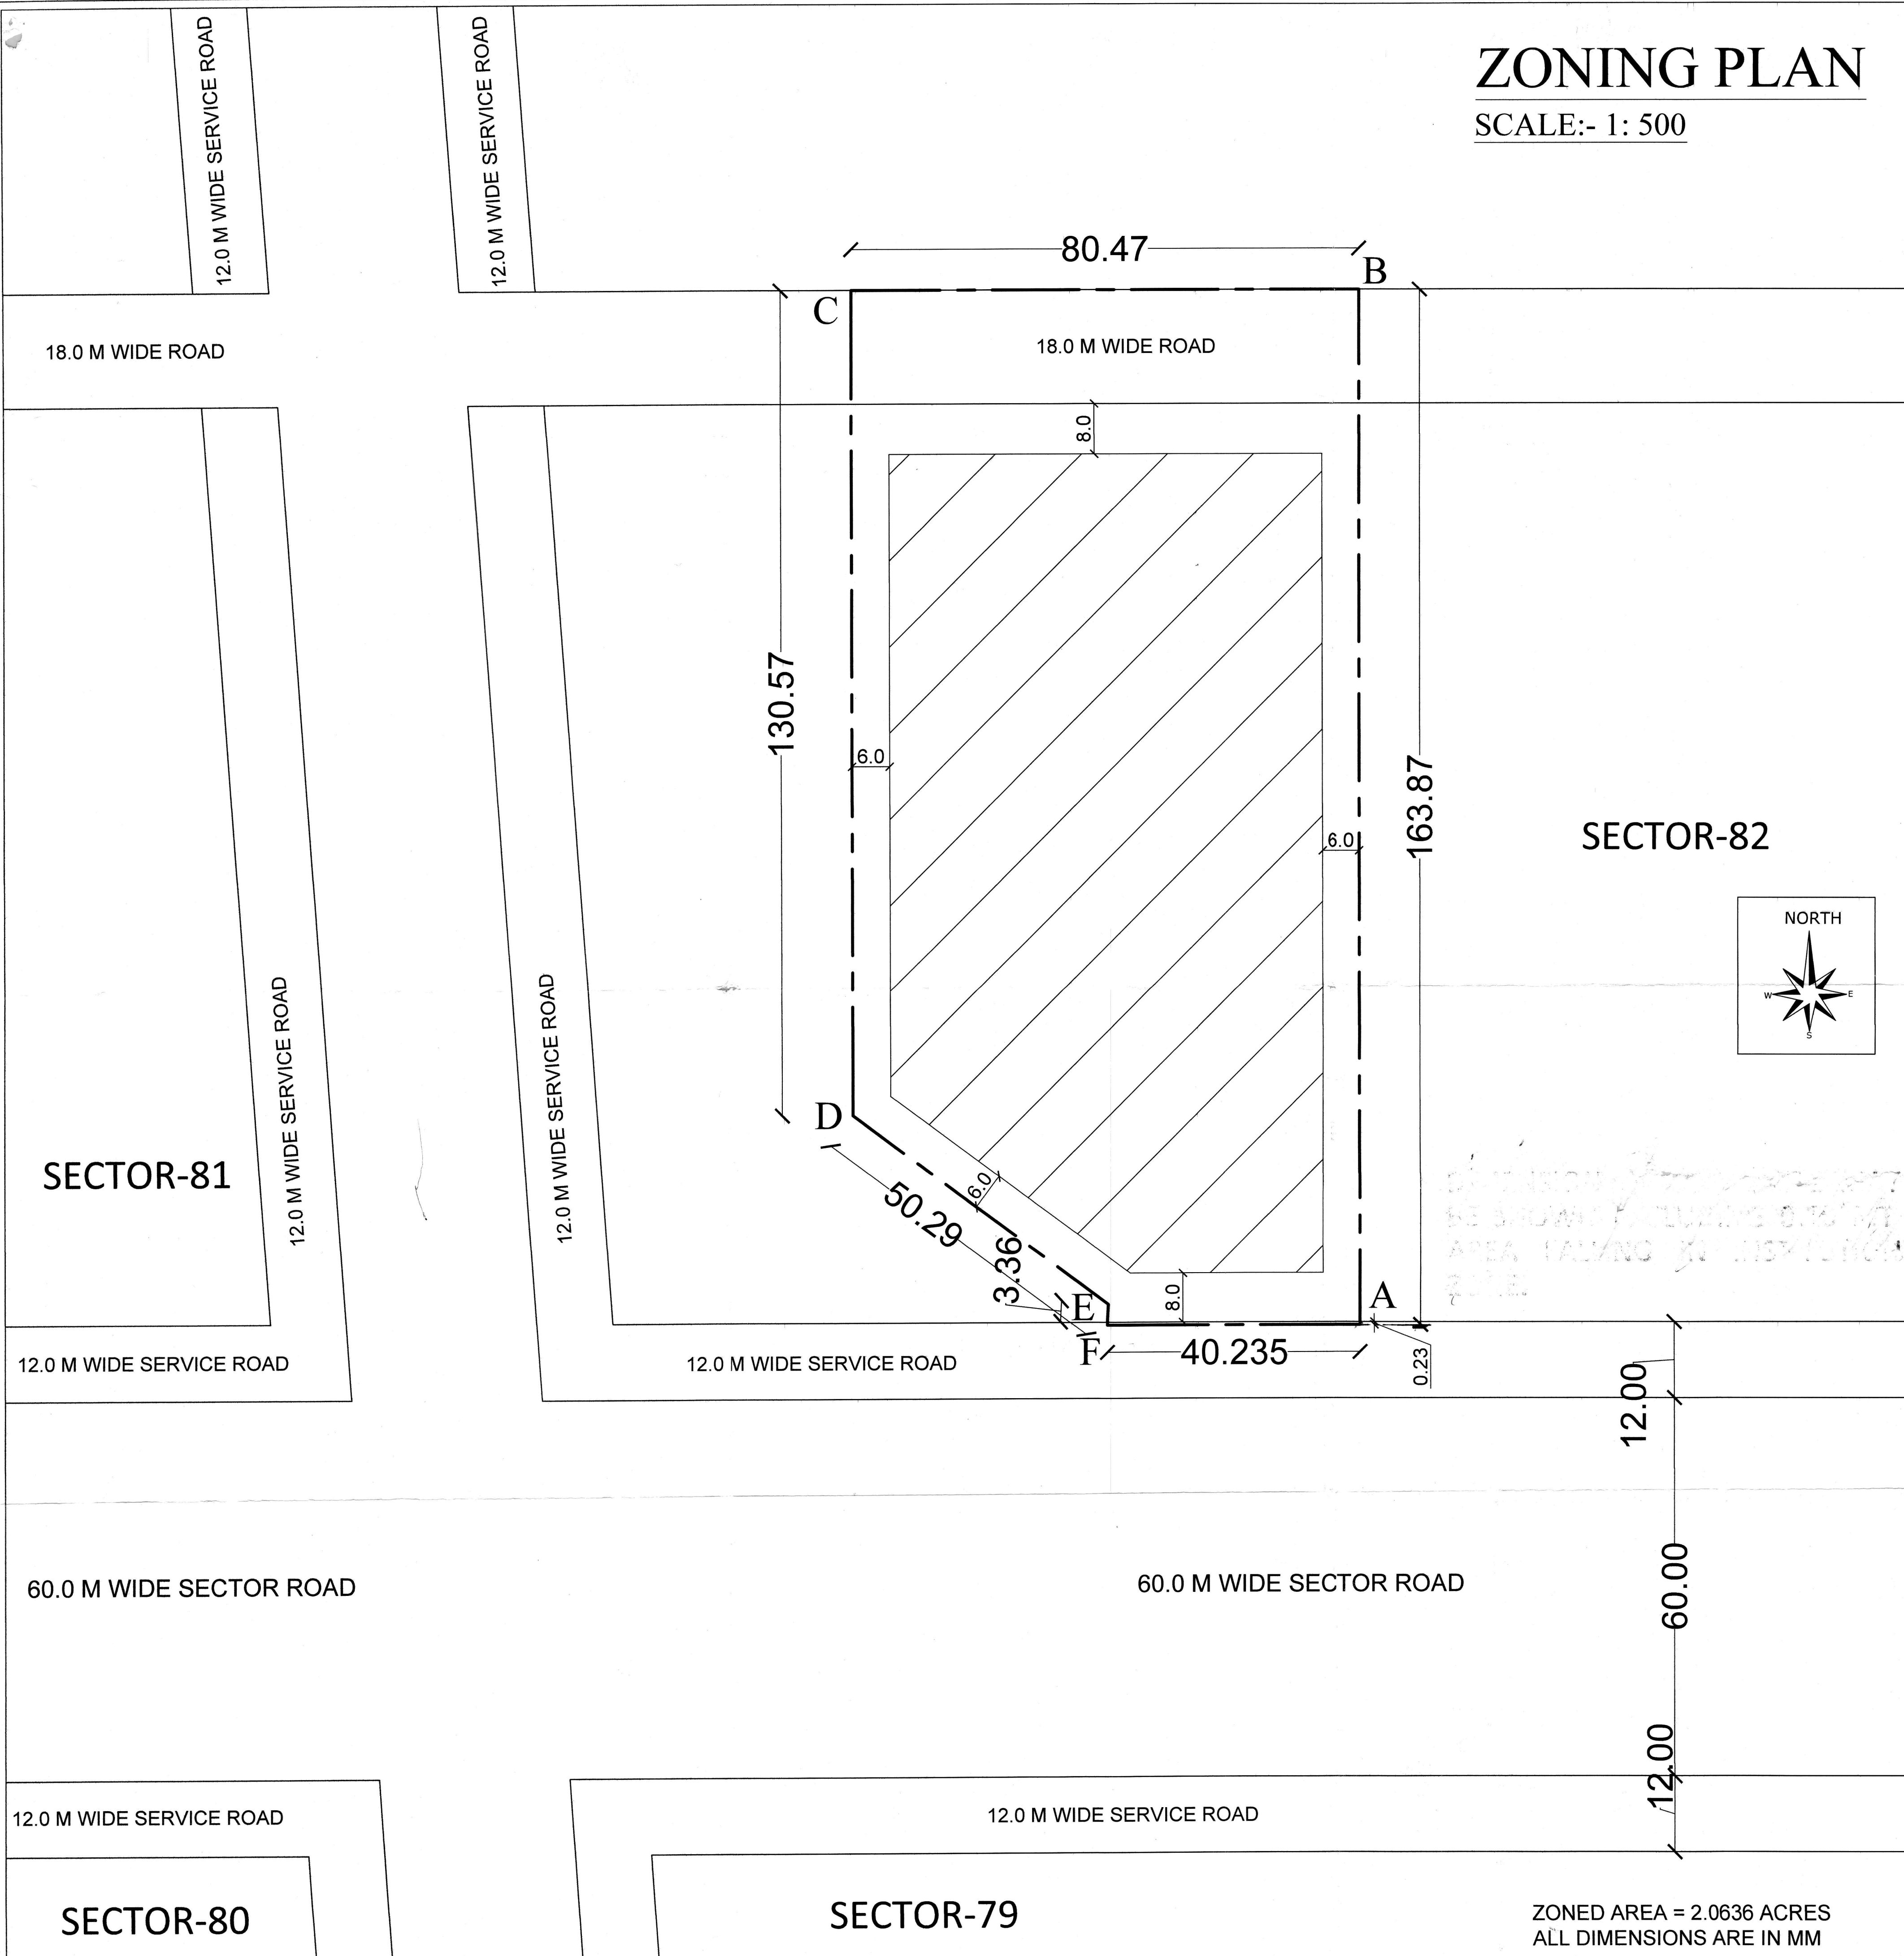 ZONING PLAN
SCALE:- 1: 500
12.0 M WIDE SERVICE ROAD
12.0 M WIDE SERVICE ROAD
80.47
B
C
18.0 M WIDE ROAD
18.0 M WIDE ROAD
8.0
130.57
6.0
163.87
6.0
SECTOR-82
NORTH
W
E
S
12.0 M WIDE SERVICE ROAD
12.0 M WIDE SERVICE ROAD
SECTOR-81
D
50.29
6.0
3.36
E
8.0
A
F
40.235
0.23
12.0 M WIDE SERVICE ROAD
12.0 M WIDE SERVICE ROAD
12.00
60.0 M WIDE SECTOR ROAD
60.0 M WIDE SECTOR ROAD
60.00
12.00
12.0 M WIDE SERVICE ROAD
12.0 M WIDE SERVICE ROAD
SECTOR-80
SECTOR-79
ZONED AREA = 2.0636 ACRES
ALL DIMENSIONS ARE IN MM